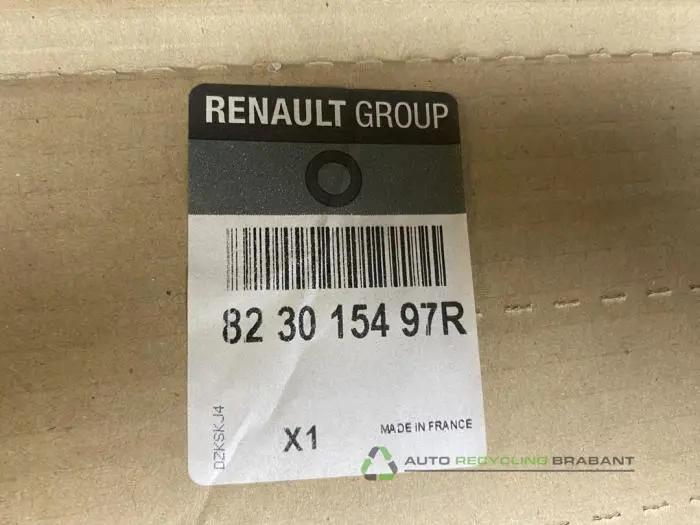 RENAULT GROUP
82 30 154 97R
DZKSKJ4
X1
MADE IN FRANCE
AUTO RECYCLING BRABANT